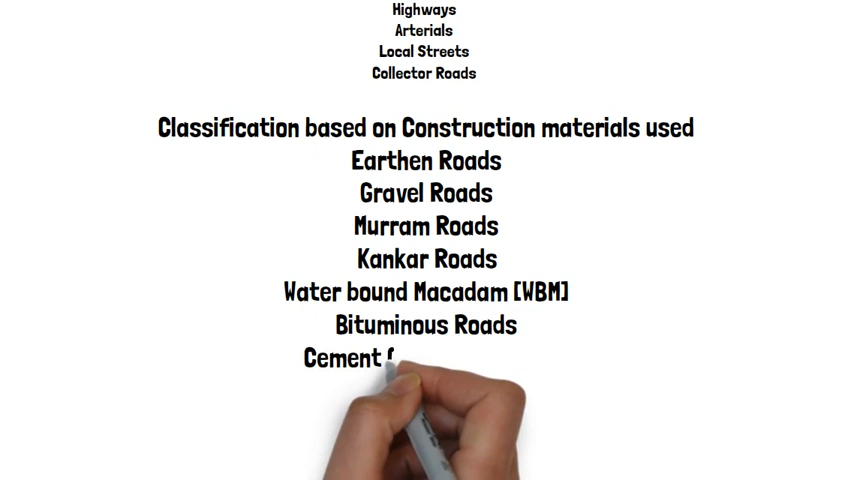 Highways
Arterials
Local Streets
Collector Roads
Classification based on Construction materials used
Earthen Roads
Gravel Roads
Murram Roads
Kankar Roads
Water bound Macadam [WBM]
Bituminous Roads
Cement